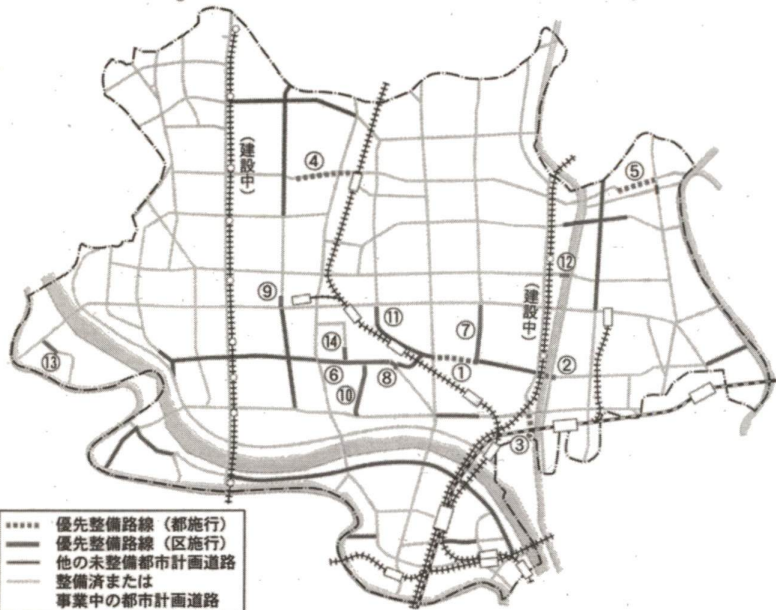 ④
(建設中)
⑤
⑫
⑨
⑪
⑦
(建設中)
⑭
①
②
⑬
⑥
⑧
⑩
③
優先整備路線(都施行)
優先整備路線(区施行)
他の未整備都市計画道路
整備済または
事業中の都市計画道路